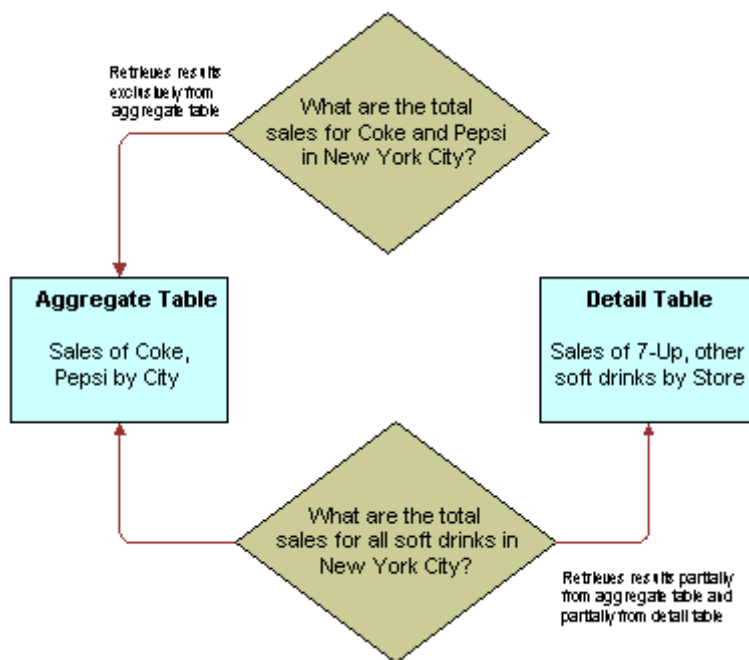 Retrieves results
exclusively from
aggregate table
What are the total
sales for Coke and Pepsi
in New York City?
Aggregate Table
Sales of Coke,
Pepsi by City
Detail Table
Sales of 7-Up, other
soft drinks by Store
What are the total
sales for all soft drinks in
New York City?
Retrieves results partially
from aggregate table and
partially from detail table